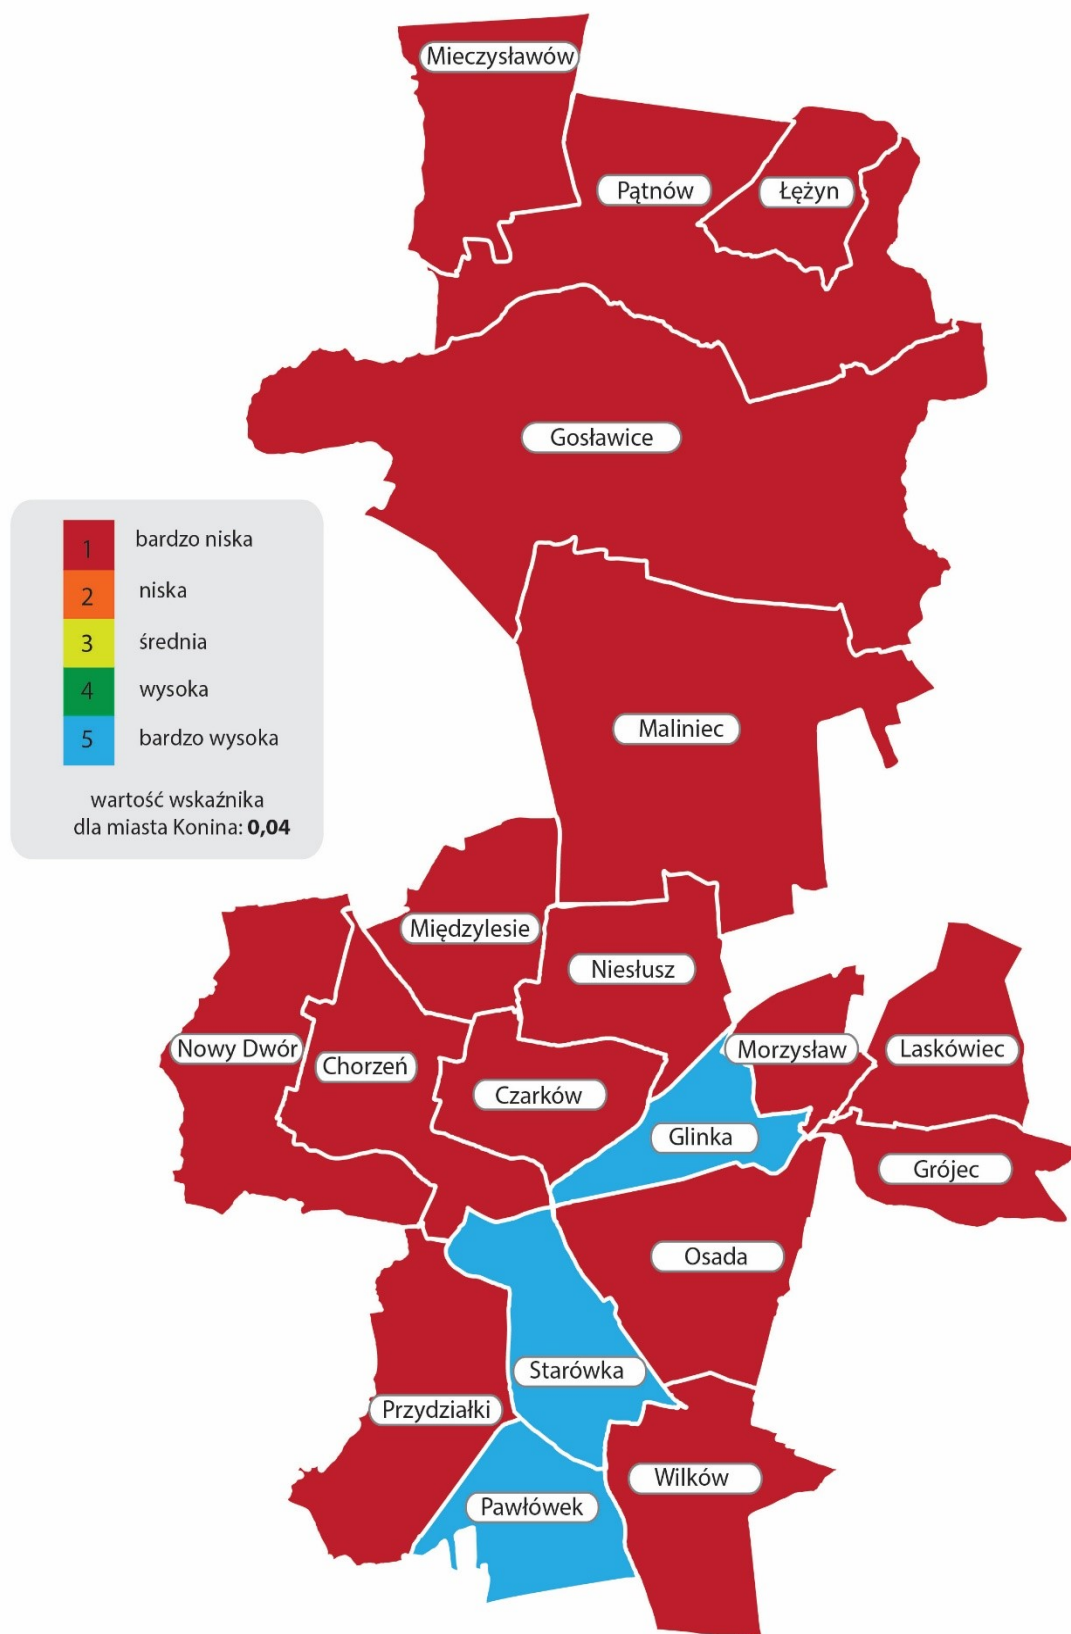 Mieczysławów
Pątnów
Łężyn
Gosławice
1 bardzo niska
2 niska
3 średnia
4 wysoka
5 bardzo wysoka
wartość wskaźnika
dla miasta Konina: 0,04
Maliniec
Międzylesie
Niesłusz
Nowy Dwór
Chorzeń
Czarków
Morzysław
Laskówiec
Glinka
Grójec
Osada
Starówka
Przydziałki
Wilków
Pawłówek